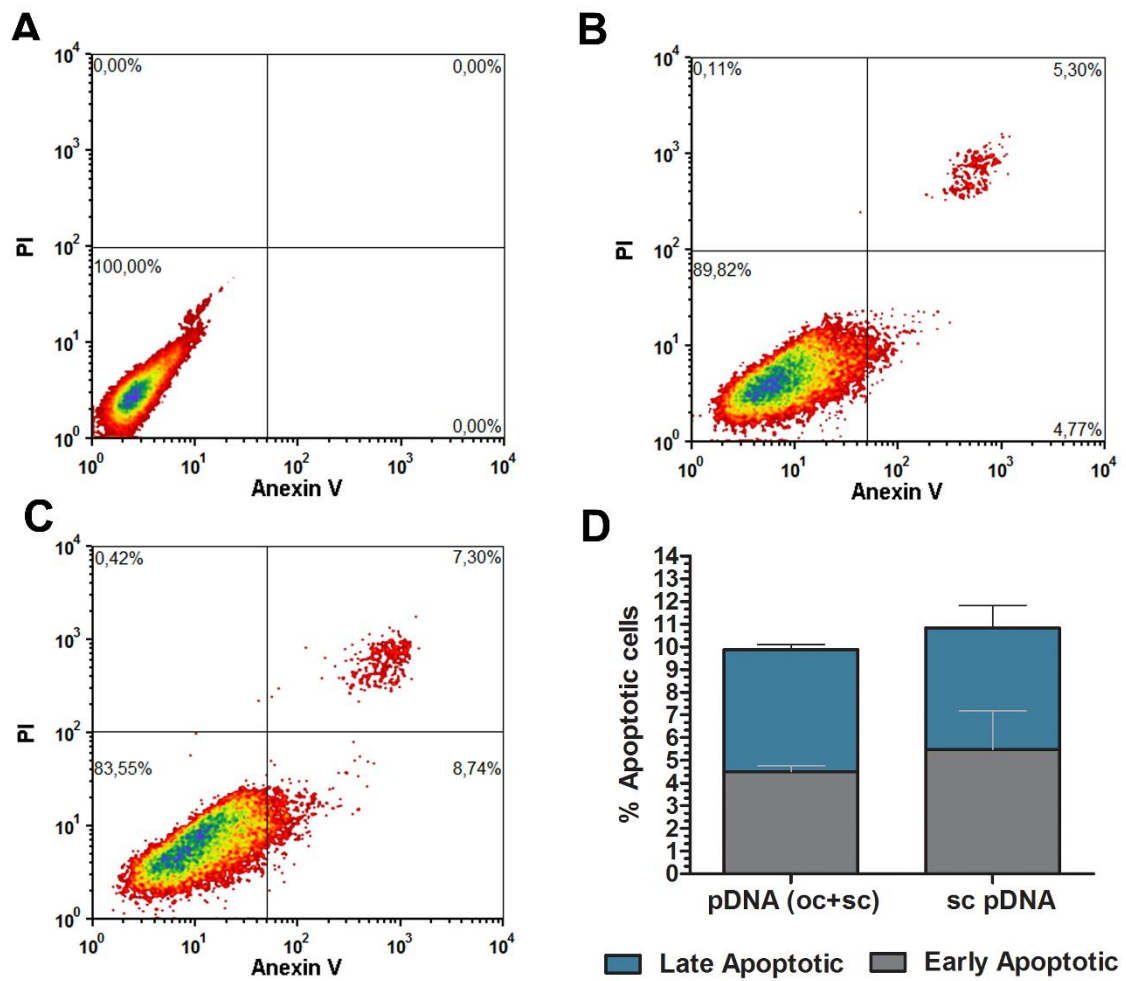 A
10⁴
0,00%
0,00%
10³
PI
10²
100,00%
10¹
0,00%
10⁰
10⁰ 10¹ 10² 10³ 10⁴
Anexin V
B
10⁴
0,11%
5,30%
10³
PI
10²
89,82%
10¹
4,77%
10⁰
10⁰ 10¹ 10² 10³ 10⁴
Anexin V
C
10⁴
0,42%
7,30%
10³
PI
10²
83,55%
8,74%
10¹
10⁰
10⁰ 10¹ 10² 10³ 10⁴
Anexin V
D
% Apoptotic cells
14
13
12
11
10
9
8
7
6
5
4
3
2
1
0
pDNA (oc+sc) sc pDNA
Late Apoptotic Early Apoptotic